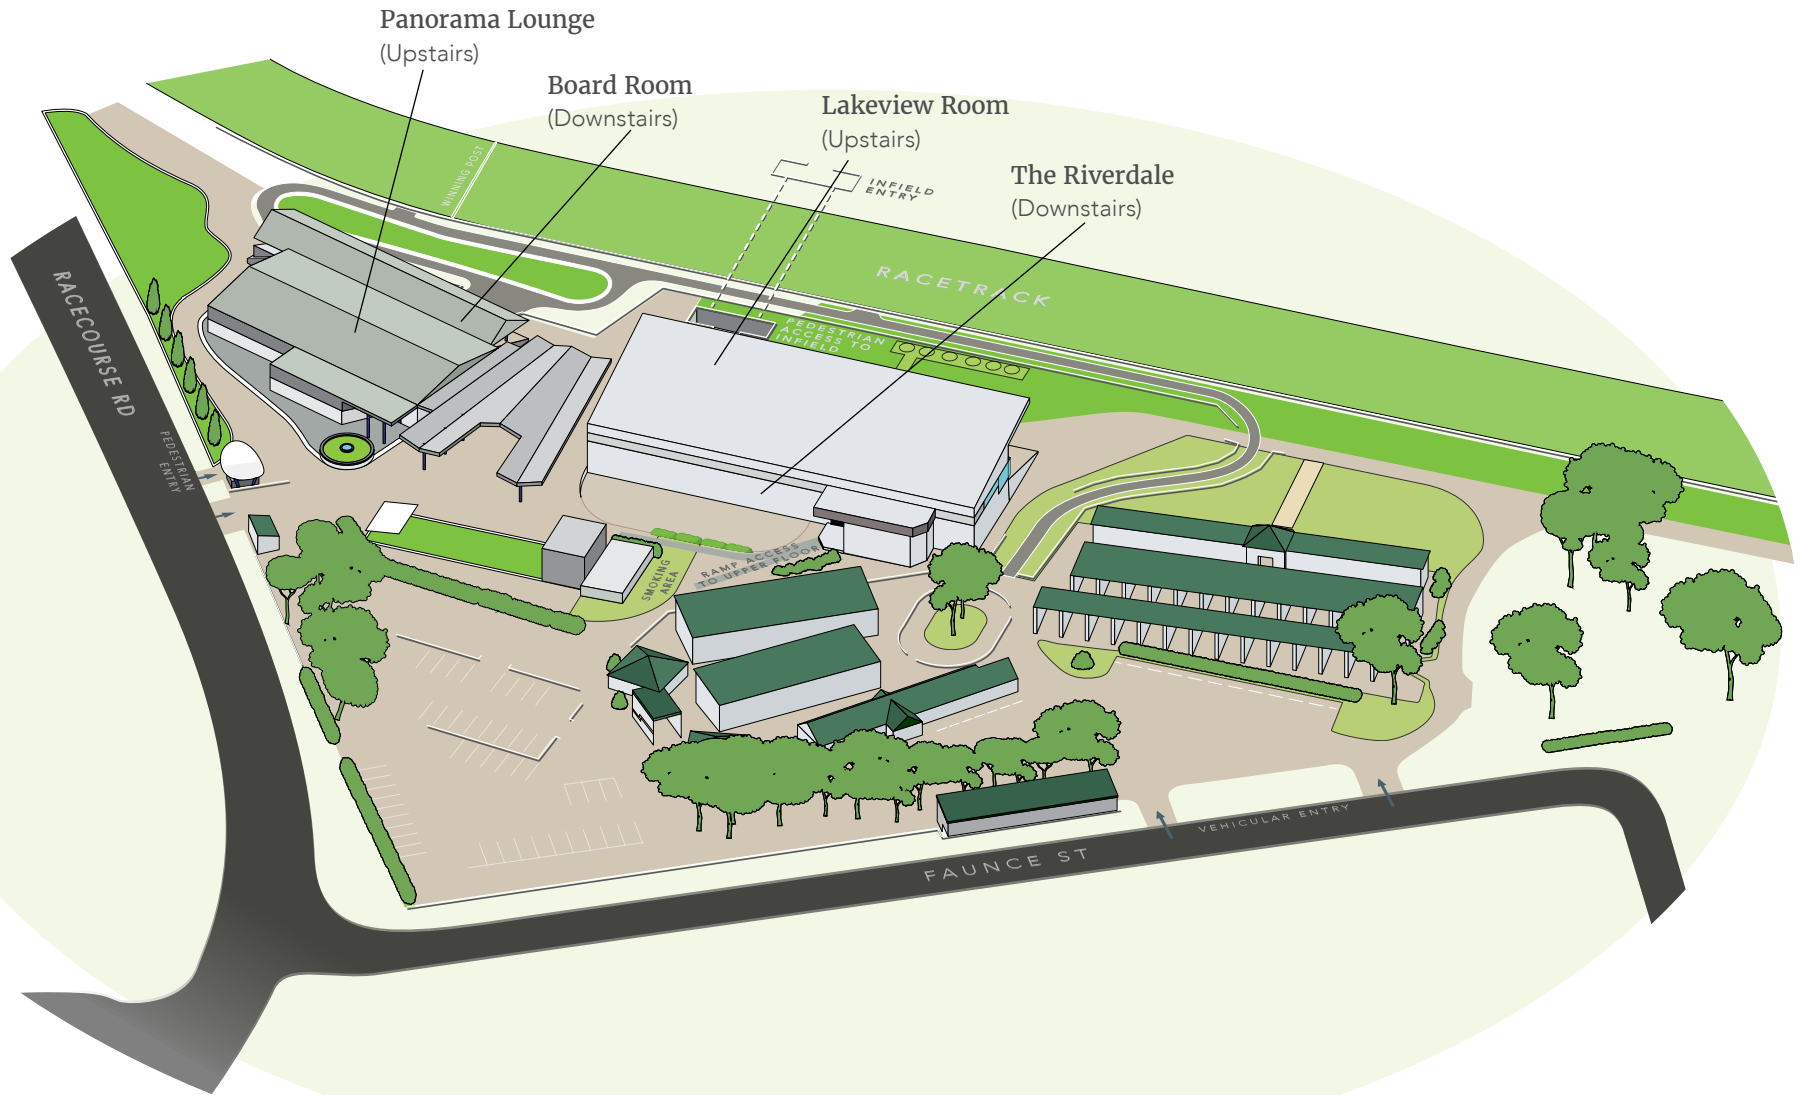 Panorama Lounge
(Upstairs)
Board Room
(Downstairs)
Lakeview Room
(Upstairs)
The Riverdale
(Downstairs)
WINNING POST
INFIELD
ENTRY
RACETRACK
PEDESTRIAN
ACCESS TO
INFIELD
RACECOURSE RD
PEDESTRIAN
ENTRY
RAMP ACCESS
TO UPPER FLOOR
SMOKING
AREA
VEHICULAR ENTRY
FAUNCE ST